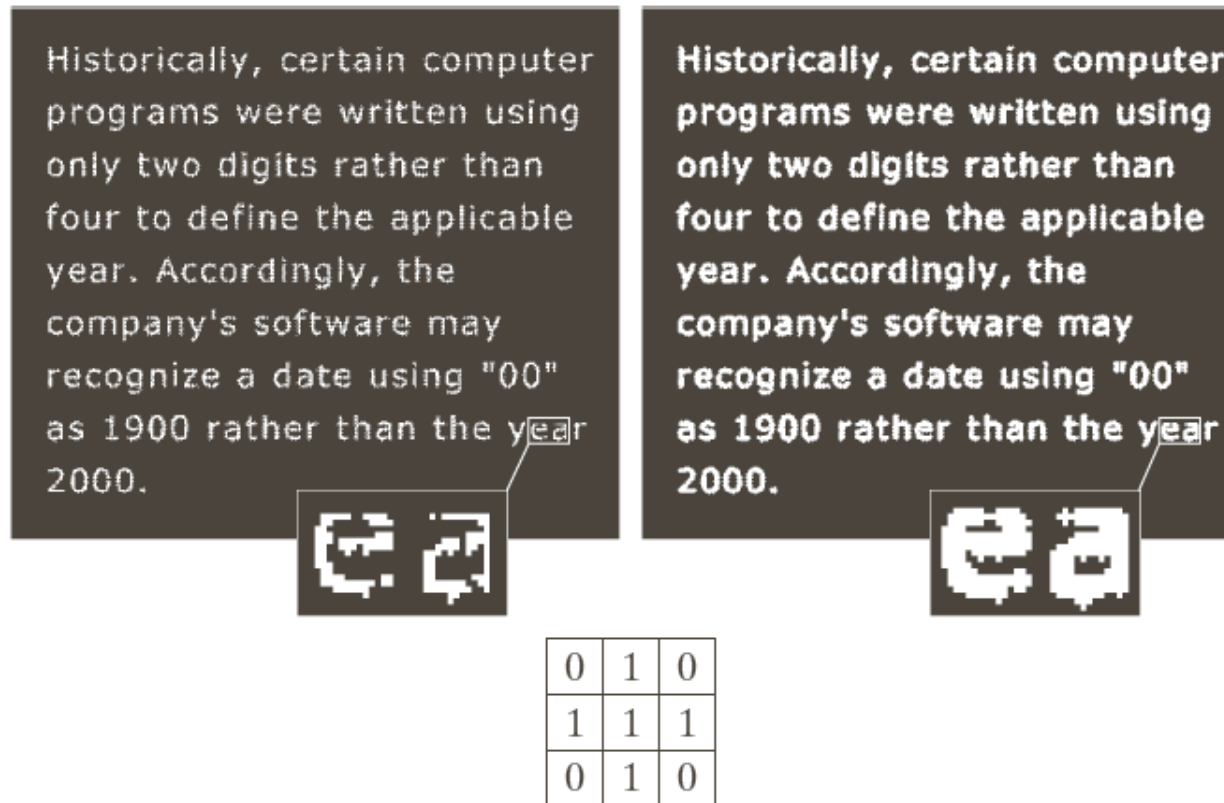 Historically, certain computer
programs were written using
only two digits rather than
four to define the applicable
year. Accordingly, the
company's software may
recognize a date using "00"
as 1900 rather than the year
2000.
ea
Historically, certain computer
programs were written using
only two digits rather than
four to define the applicable
year. Accordingly, the
company's software may
recognize a date using "00"
as 1900 rather than the year
2000.
ea
0 1 0
1 1 1
0 1 0